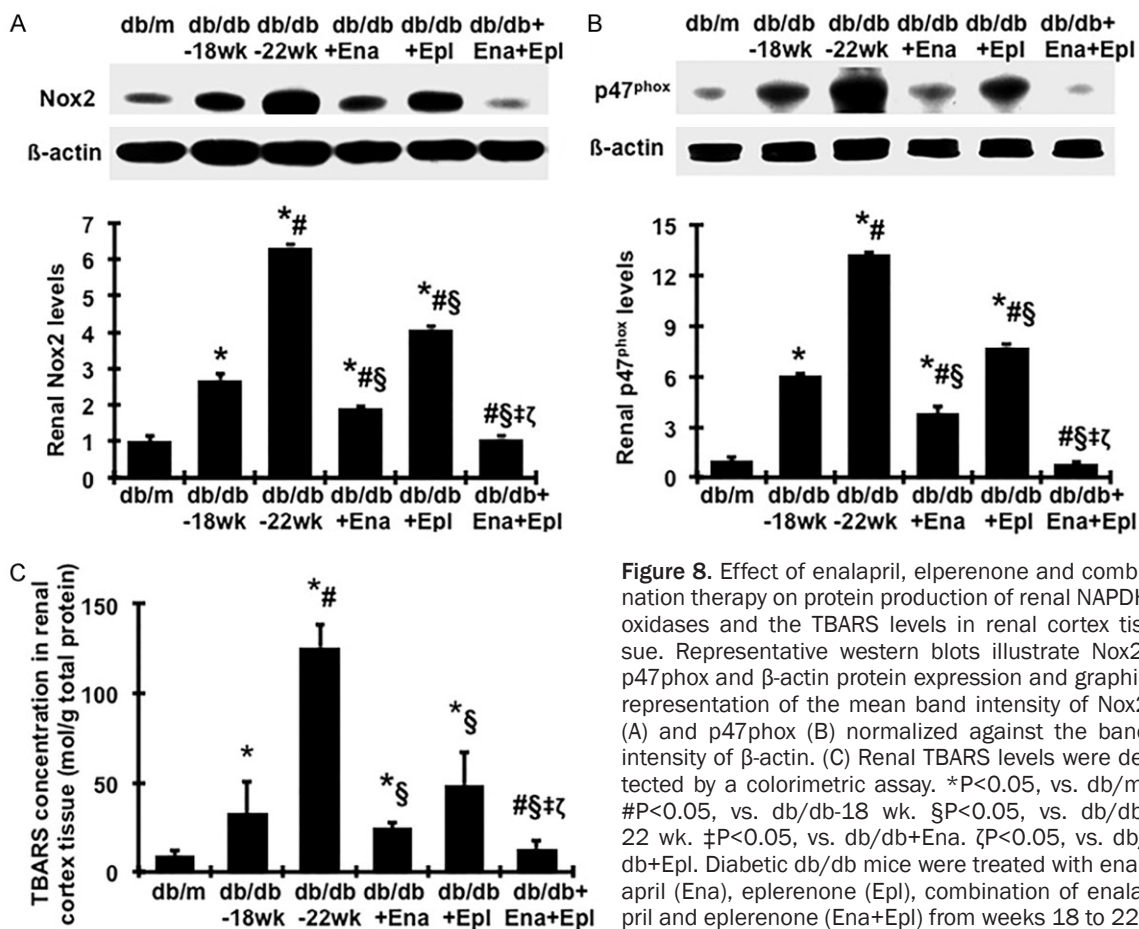 A
db/m db/db db/db db/db db/db db/db+
-18wk -22wk +Ena +Epl Ena+Epl
Nox2
ß-actin
Renal Nox2 levels
7
6
5
4
3
2
1
0
*
*#
*#§
*#§
#§‡ζ
db/m db/db db/db db/db db/db db/db+
-18wk -22wk +Ena +Epl Ena+Epl
B
db/m db/db db/db db/db db/db db/db+
-18wk -22wk +Ena +Epl Ena+Epl
p47phox
ß-actin
Renal p47phox levels
15
12
9
6
3
0
*
*#
*#§
*#§
#§‡ζ
db/m db/db db/db db/db db/db db/db+
-18wk -22wk +Ena +Epl Ena+Epl
C
TBARS concentration in renal
cortex tissue (mol/g total protein)
150
100
50
0
*
*#
*§
*§
#§‡ζ
db/m db/db db/db db/db db/db db/db+
-18wk -22wk +Ena +Epl Ena+Epl
Figure 8. Effect of enalapril, elperenone and combi
nation therapy on protein production of renal NAPDH
oxidases and the TBARS levels in renal cortex tis
sue. Representative western blots illustrate Nox2
p47phox and β-actin protein expression and graphi
representation of the mean band intensity of Nox2
(A) and p47phox (B) normalized against the band
intensity of β-actin. (C) Renal TBARS levels were de
tected by a colorimetric assay. *P<0.05, vs. db/m
#P<0.05, vs. db/db-18 wk. §P<0.05, vs. db/db
22 wk. ‡P<0.05, vs. db/db+Ena. ζP<0.05, vs. db/
db+Epl. Diabetic db/db mice were treated with ena
april (Ena), eplerenone (Epl), combination of enala
pril and eplerenone (Ena+Epl) from weeks 18 to 22